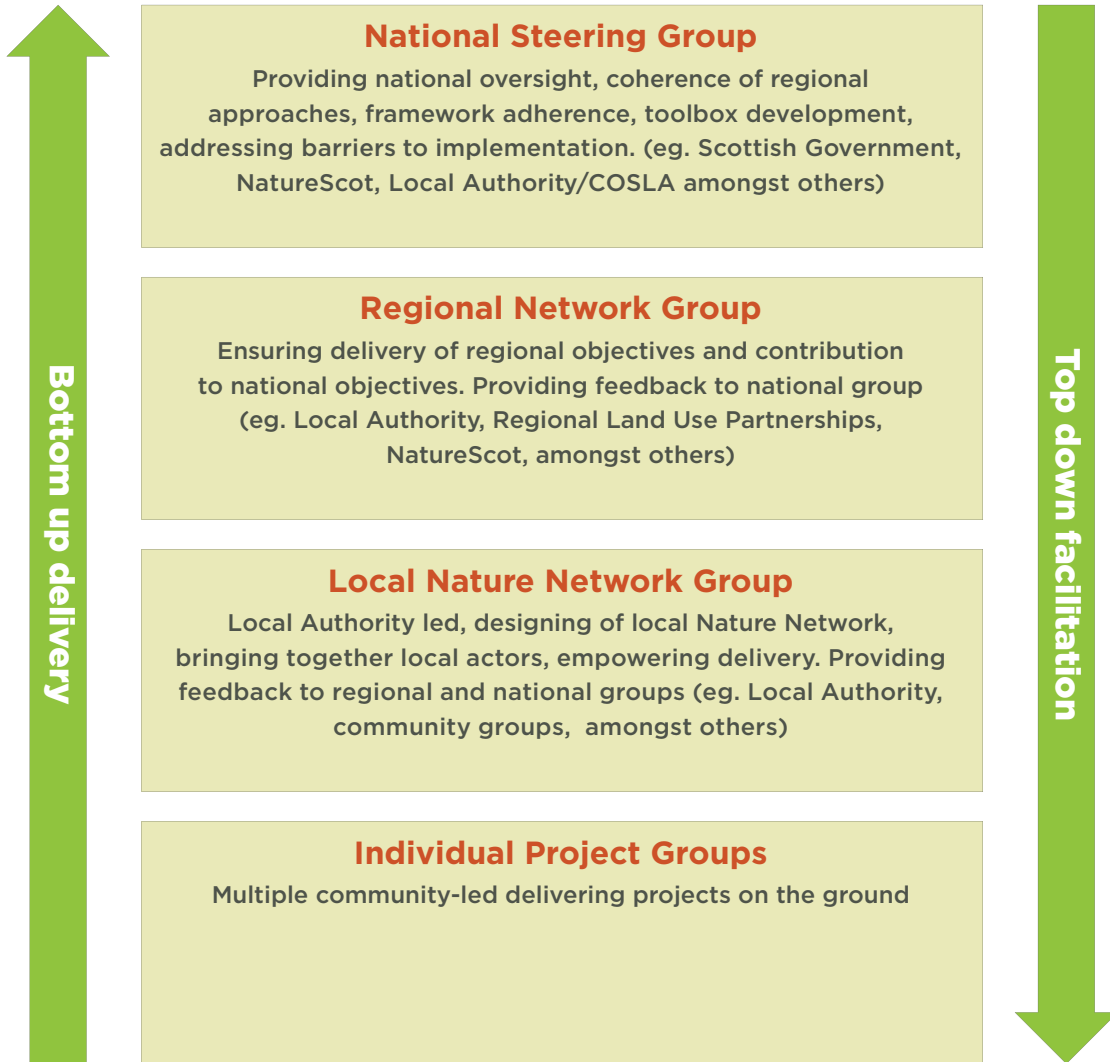 National Steering Group
Providing national oversight, coherence of regional
approaches, framework adherence, toolbox development,
addressing barriers to implementation. (eg. Scottish Government,
NatureScot, Local Authority/COSLA amongst others)
Regional Network Group
Ensuring delivery of regional objectives and contribution
to national objectives. Providing feedback to national group
(eg. Local Authority, Regional Land Use Partnerships,
NatureScot, amongst others)
Local Nature Network Group
Local Authority led, designing of local Nature Network,
bringing together local actors, empowering delivery. Providing
feedback to regional and national groups (eg. Local Authority,
community groups,  amongst others)
Individual Project Groups
Multiple community-led delivering projects on the ground
Bottom up delivery
Top down facilitation